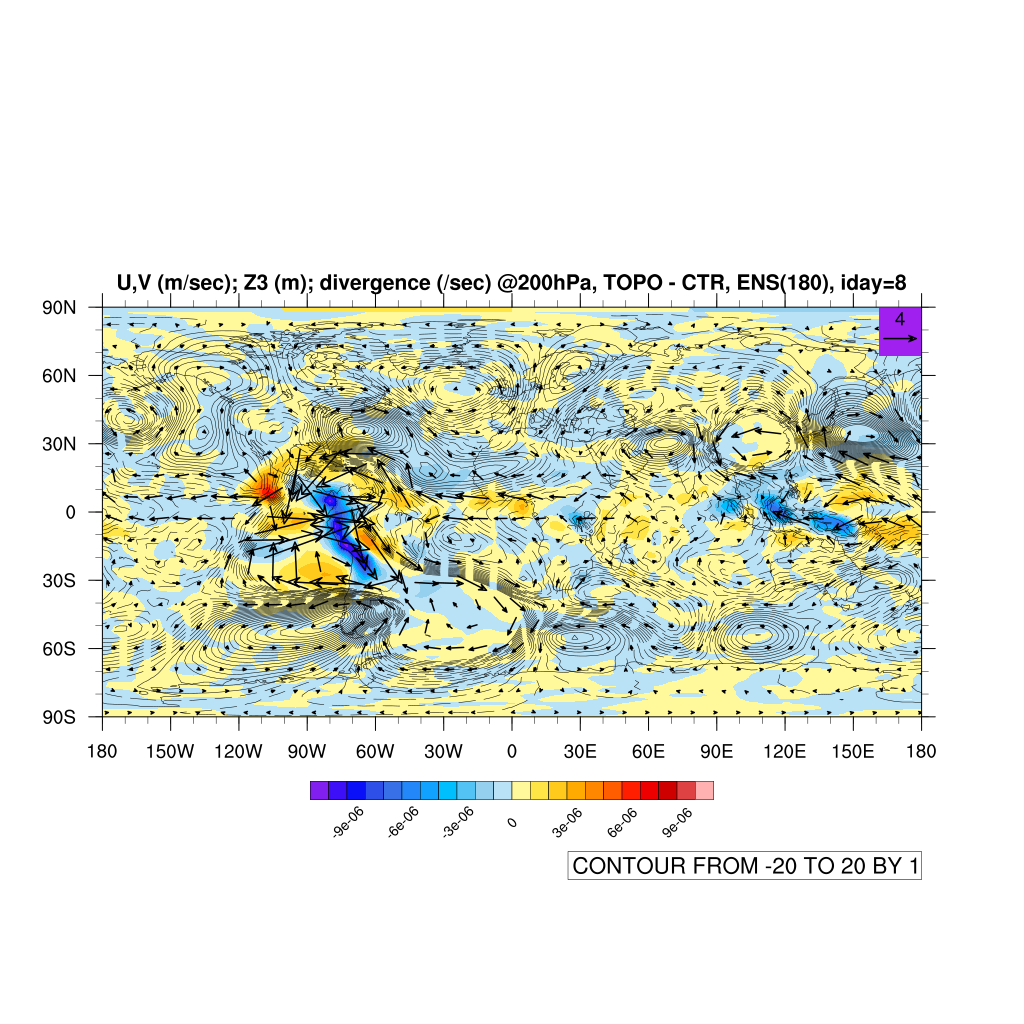 U,V (m/sec); Z3 (m); divergence (/sec) @200hPa, TOPO - CTR, ENS(180), iday=8
4
90N
60N
30N
0
30S
60S
90S
180 150W 120W 90W 60W 30W 0 30E 60E 90E 120E 150E 180
-9e-06 -6e-06 -3e-06 0 3e-06 6e-06 9e-06
CONTOUR FROM -20 TO 20 BY 1